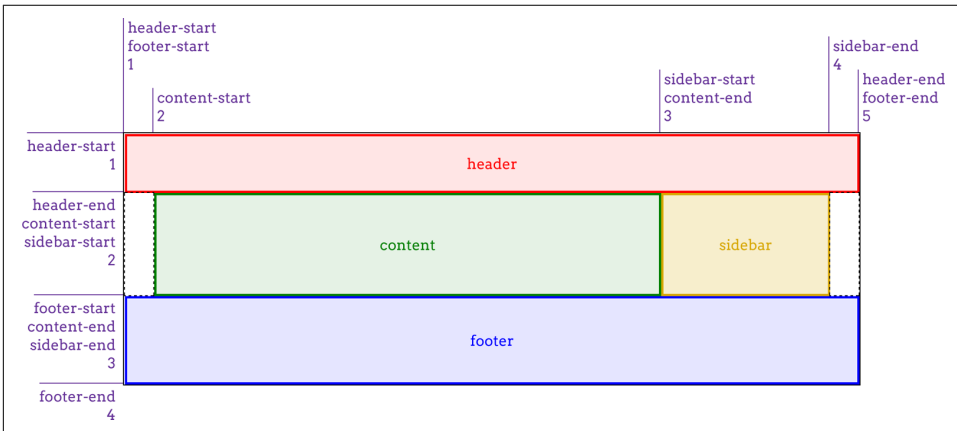 header-start
footer-start
1
content-start
2
sidebar-start
content-end
3
sidebar-end
4
header-end
footer-end
5
header-start
1
header
header-end
content-start
sidebar-start
2
content
sidebar
footer-start
content-end
sidebar-end
3
footer
footer-end
4